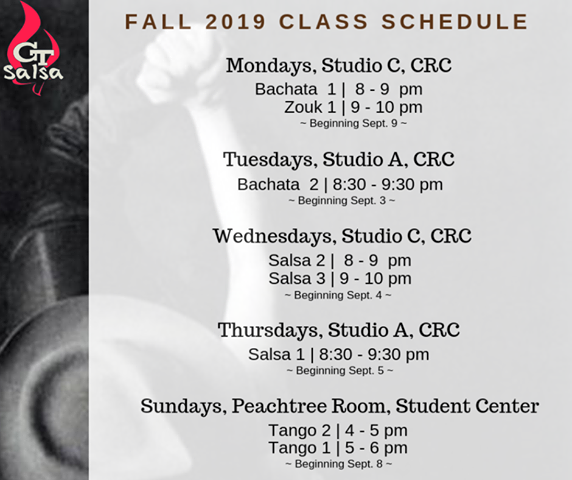 GT
Salsa
FALL 2019 CLASS SCHEDULE
Mondays, Studio C, CRC
Bachata 1 | 8 - 9 pm
Zouk 1 | 9 - 10 pm
~ Beginning Sept. 9 ~
Tuesdays, Studio A, CRC
Bachata 2 | 8:30 - 9:30 pm
~ Beginning Sept. 3 ~
Wednesdays, Studio C, CRC
Salsa 2 | 8 - 9 pm
Salsa 3 | 9 - 10 pm
~ Beginning Sept. 4 ~
Thursdays, Studio A, CRC
Salsa 1 | 8:30 - 9:30 pm
~ Beginning Sept. 5 ~
Sundays, Peachtree Room, Student Center
Tango 2 | 4 - 5 pm
Tango 1 | 5 - 6 pm
~ Beginning Sept. 8 ~